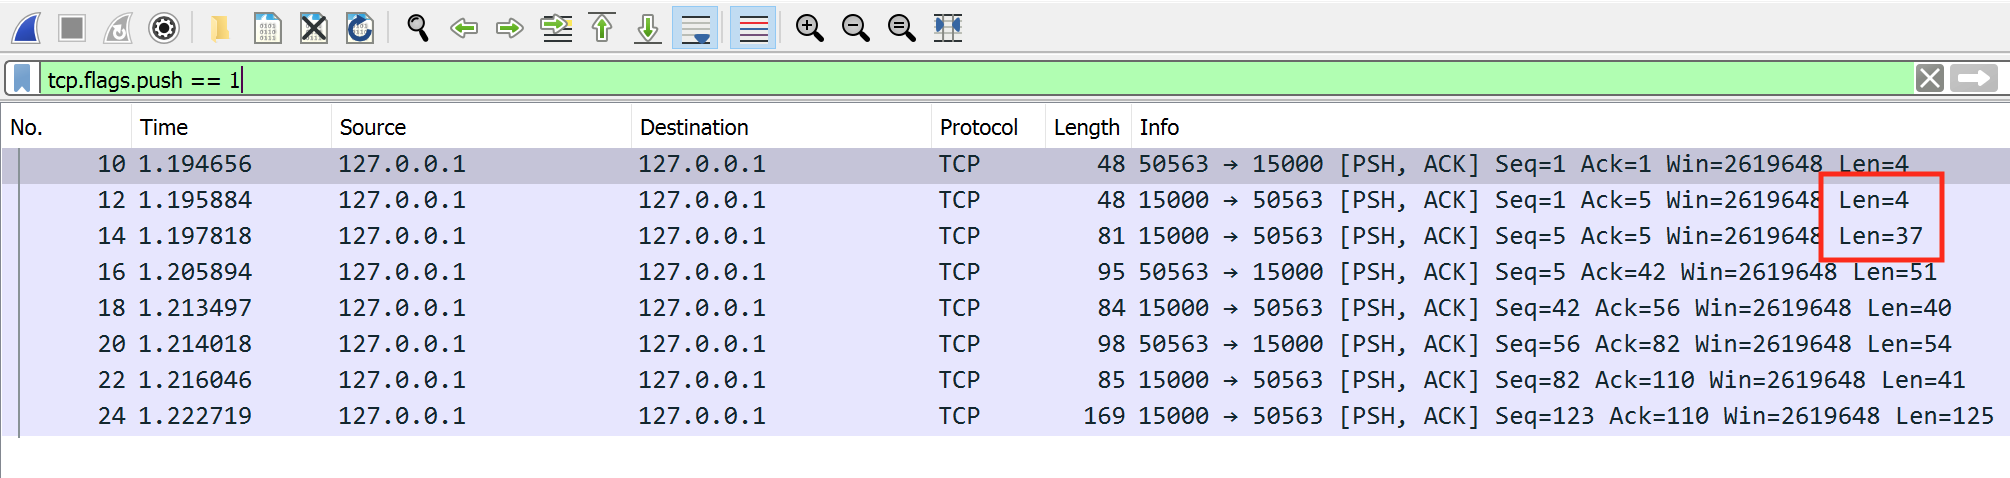 tcp.flags.push == 1
No. Time Source Destination Protocol Length Info
10 1.194656 127.0.0.1 127.0.0.1 TCP 48 50563 → 15000 [PSH, ACK] Seq=1 Ack=1 Win=2619648 Len=4
12 1.195884 127.0.0.1 127.0.0.1 TCP 48 15000 → 50563 [PSH, ACK] Seq=1 Ack=5 Win=2619648 Len=4
14 1.197818 127.0.0.1 127.0.0.1 TCP 81 15000 → 50563 [PSH, ACK] Seq=5 Ack=5 Win=2619648 Len=37
16 1.205894 127.0.0.1 127.0.0.1 TCP 95 50563 → 15000 [PSH, ACK] Seq=5 Ack=42 Win=2619648 Len=51
18 1.213497 127.0.0.1 127.0.0.1 TCP 84 15000 → 50563 [PSH, ACK] Seq=42 Ack=56 Win=2619648 Len=40
20 1.214018 127.0.0.1 127.0.0.1 TCP 98 50563 → 15000 [PSH, ACK] Seq=56 Ack=82 Win=2619648 Len=54
22 1.216046 127.0.0.1 127.0.0.1 TCP 85 15000 → 50563 [PSH, ACK] Seq=82 Ack=110 Win=2619648 Len=41
24 1.222719 127.0.0.1 127.0.0.1 TCP 169 15000 → 50563 [PSH, ACK] Seq=123 Ack=110 Win=2619648 Len=125